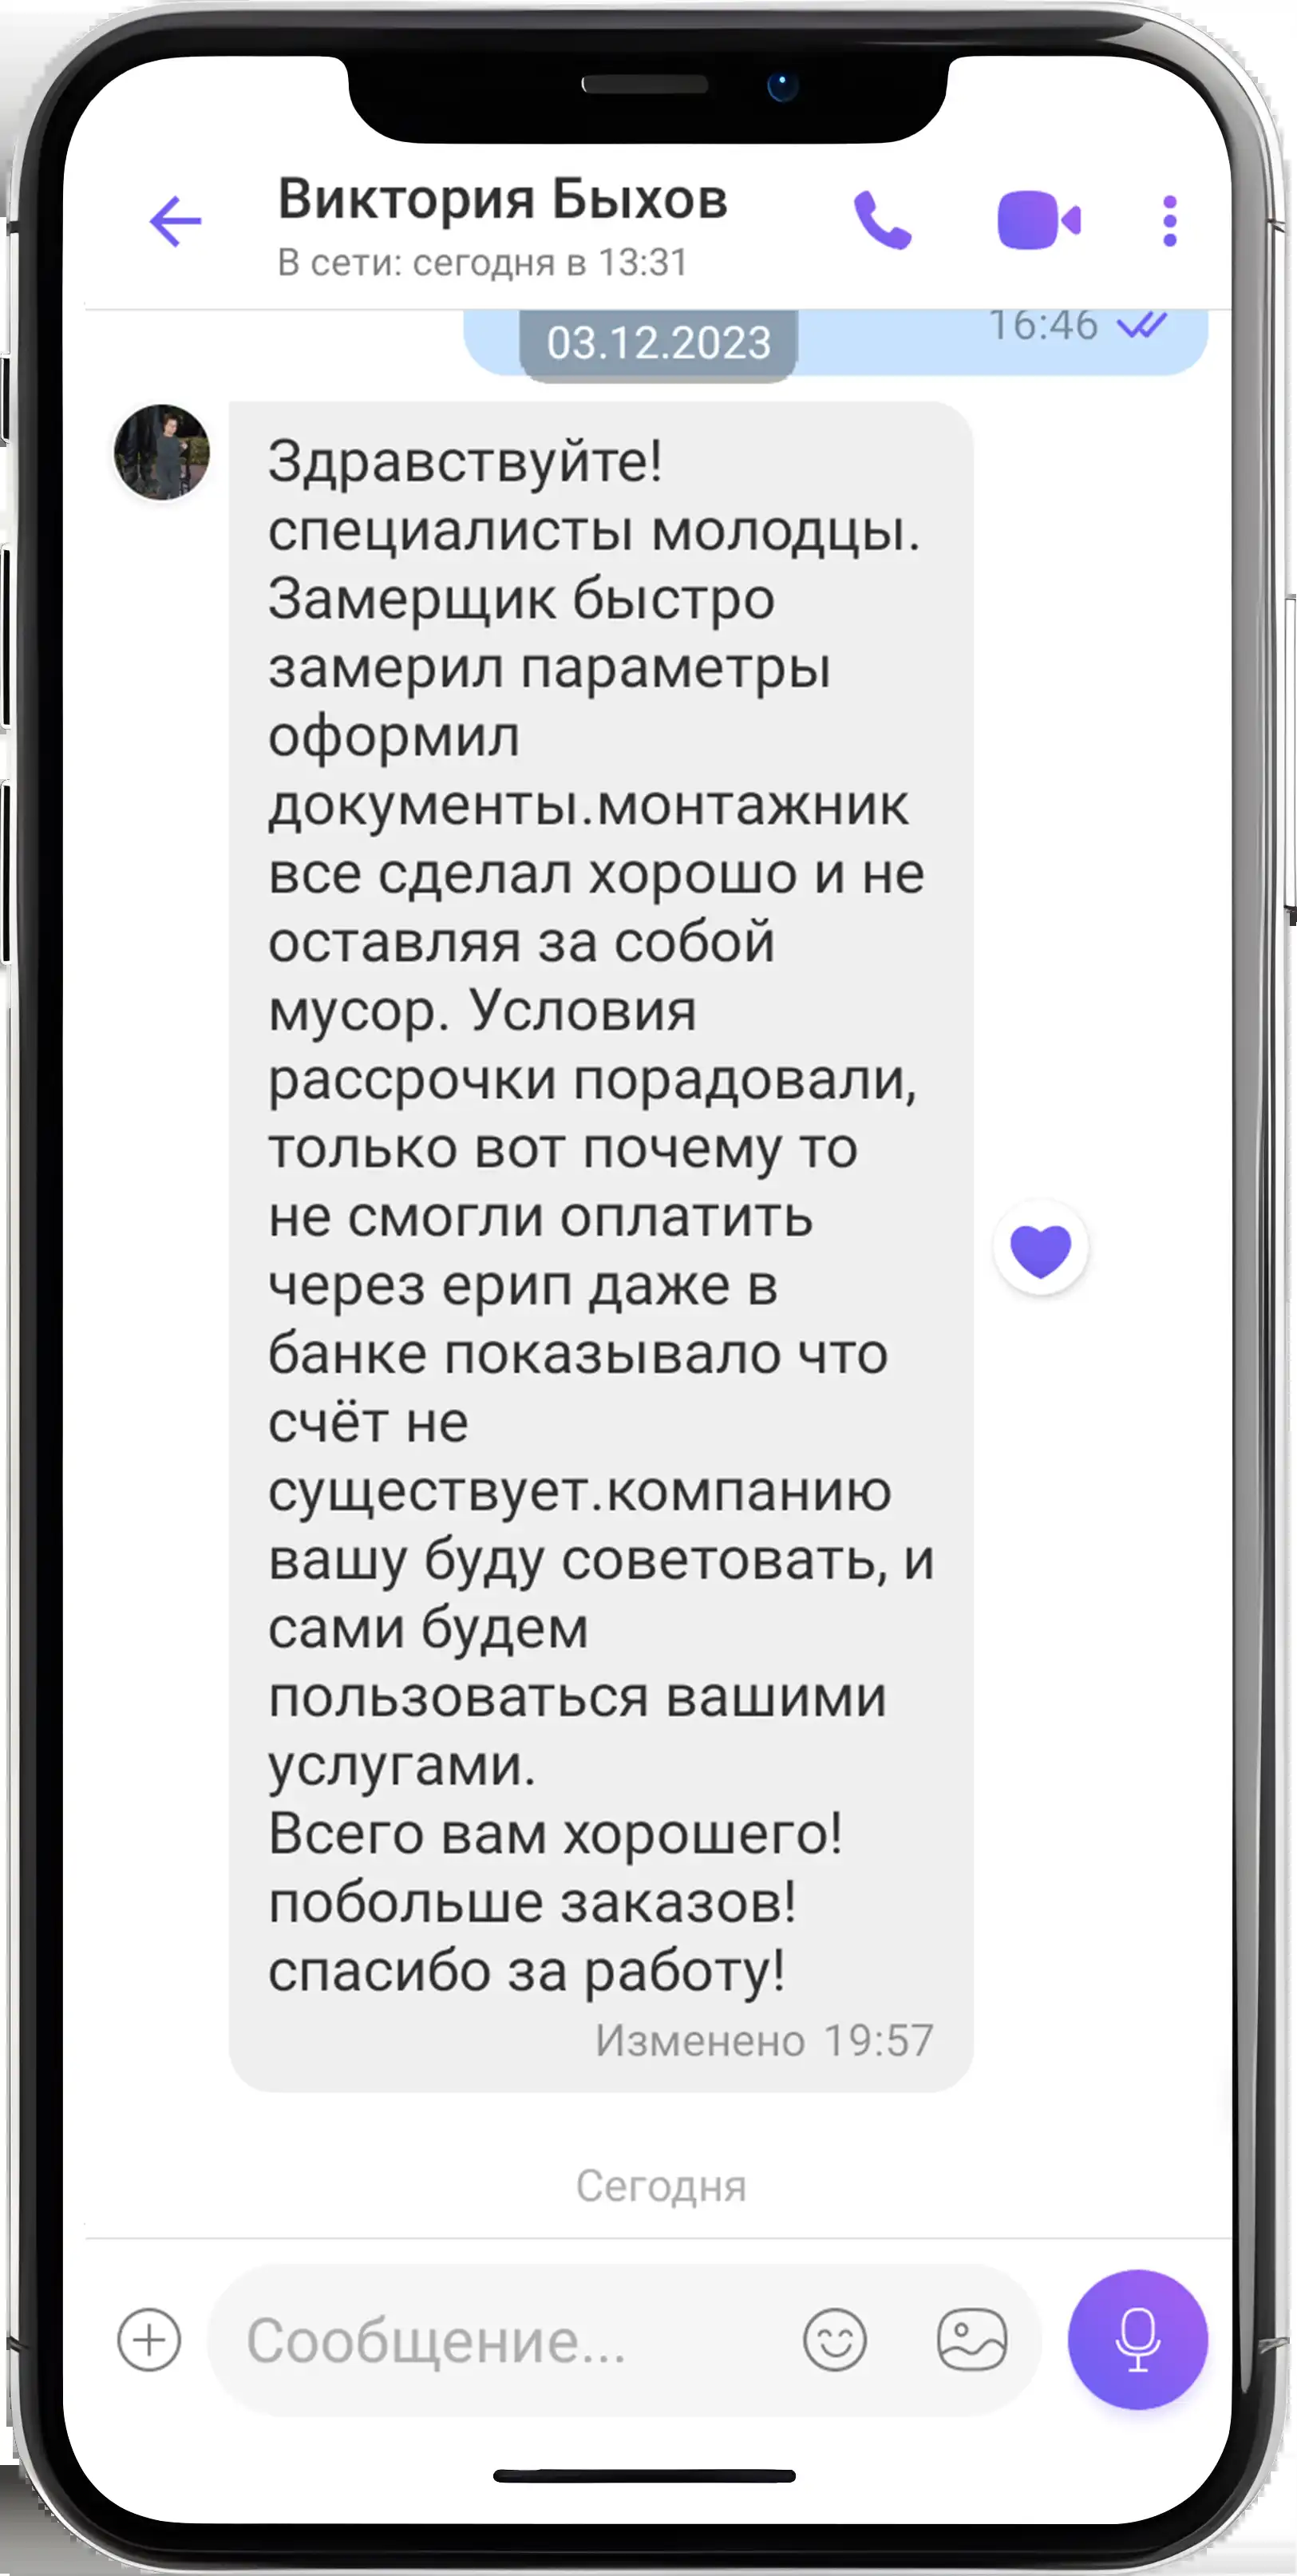 Виктория Быхов
В сети: сегодня в 13:31
16:46
03.12.2023
Здравствуйте!
специалисты молодцы.
Замерщик быстро
замерил параметры
оформил
документы.монтажник
все сделал хорошо и не
оставляя за собой
мусор. Условия
рассрочки порадовали,
только вот почему то
не смогли оплатить
через ерип даже в
банке показывало что
счёт не
существует.компанию
вашу буду советовать, и
сами будем
пользоваться вашими
услугами.
Всего вам хорошего!
побольше заказов!
спасибо за работу!
Изменено 19:57
Сегодня
Сообщение...